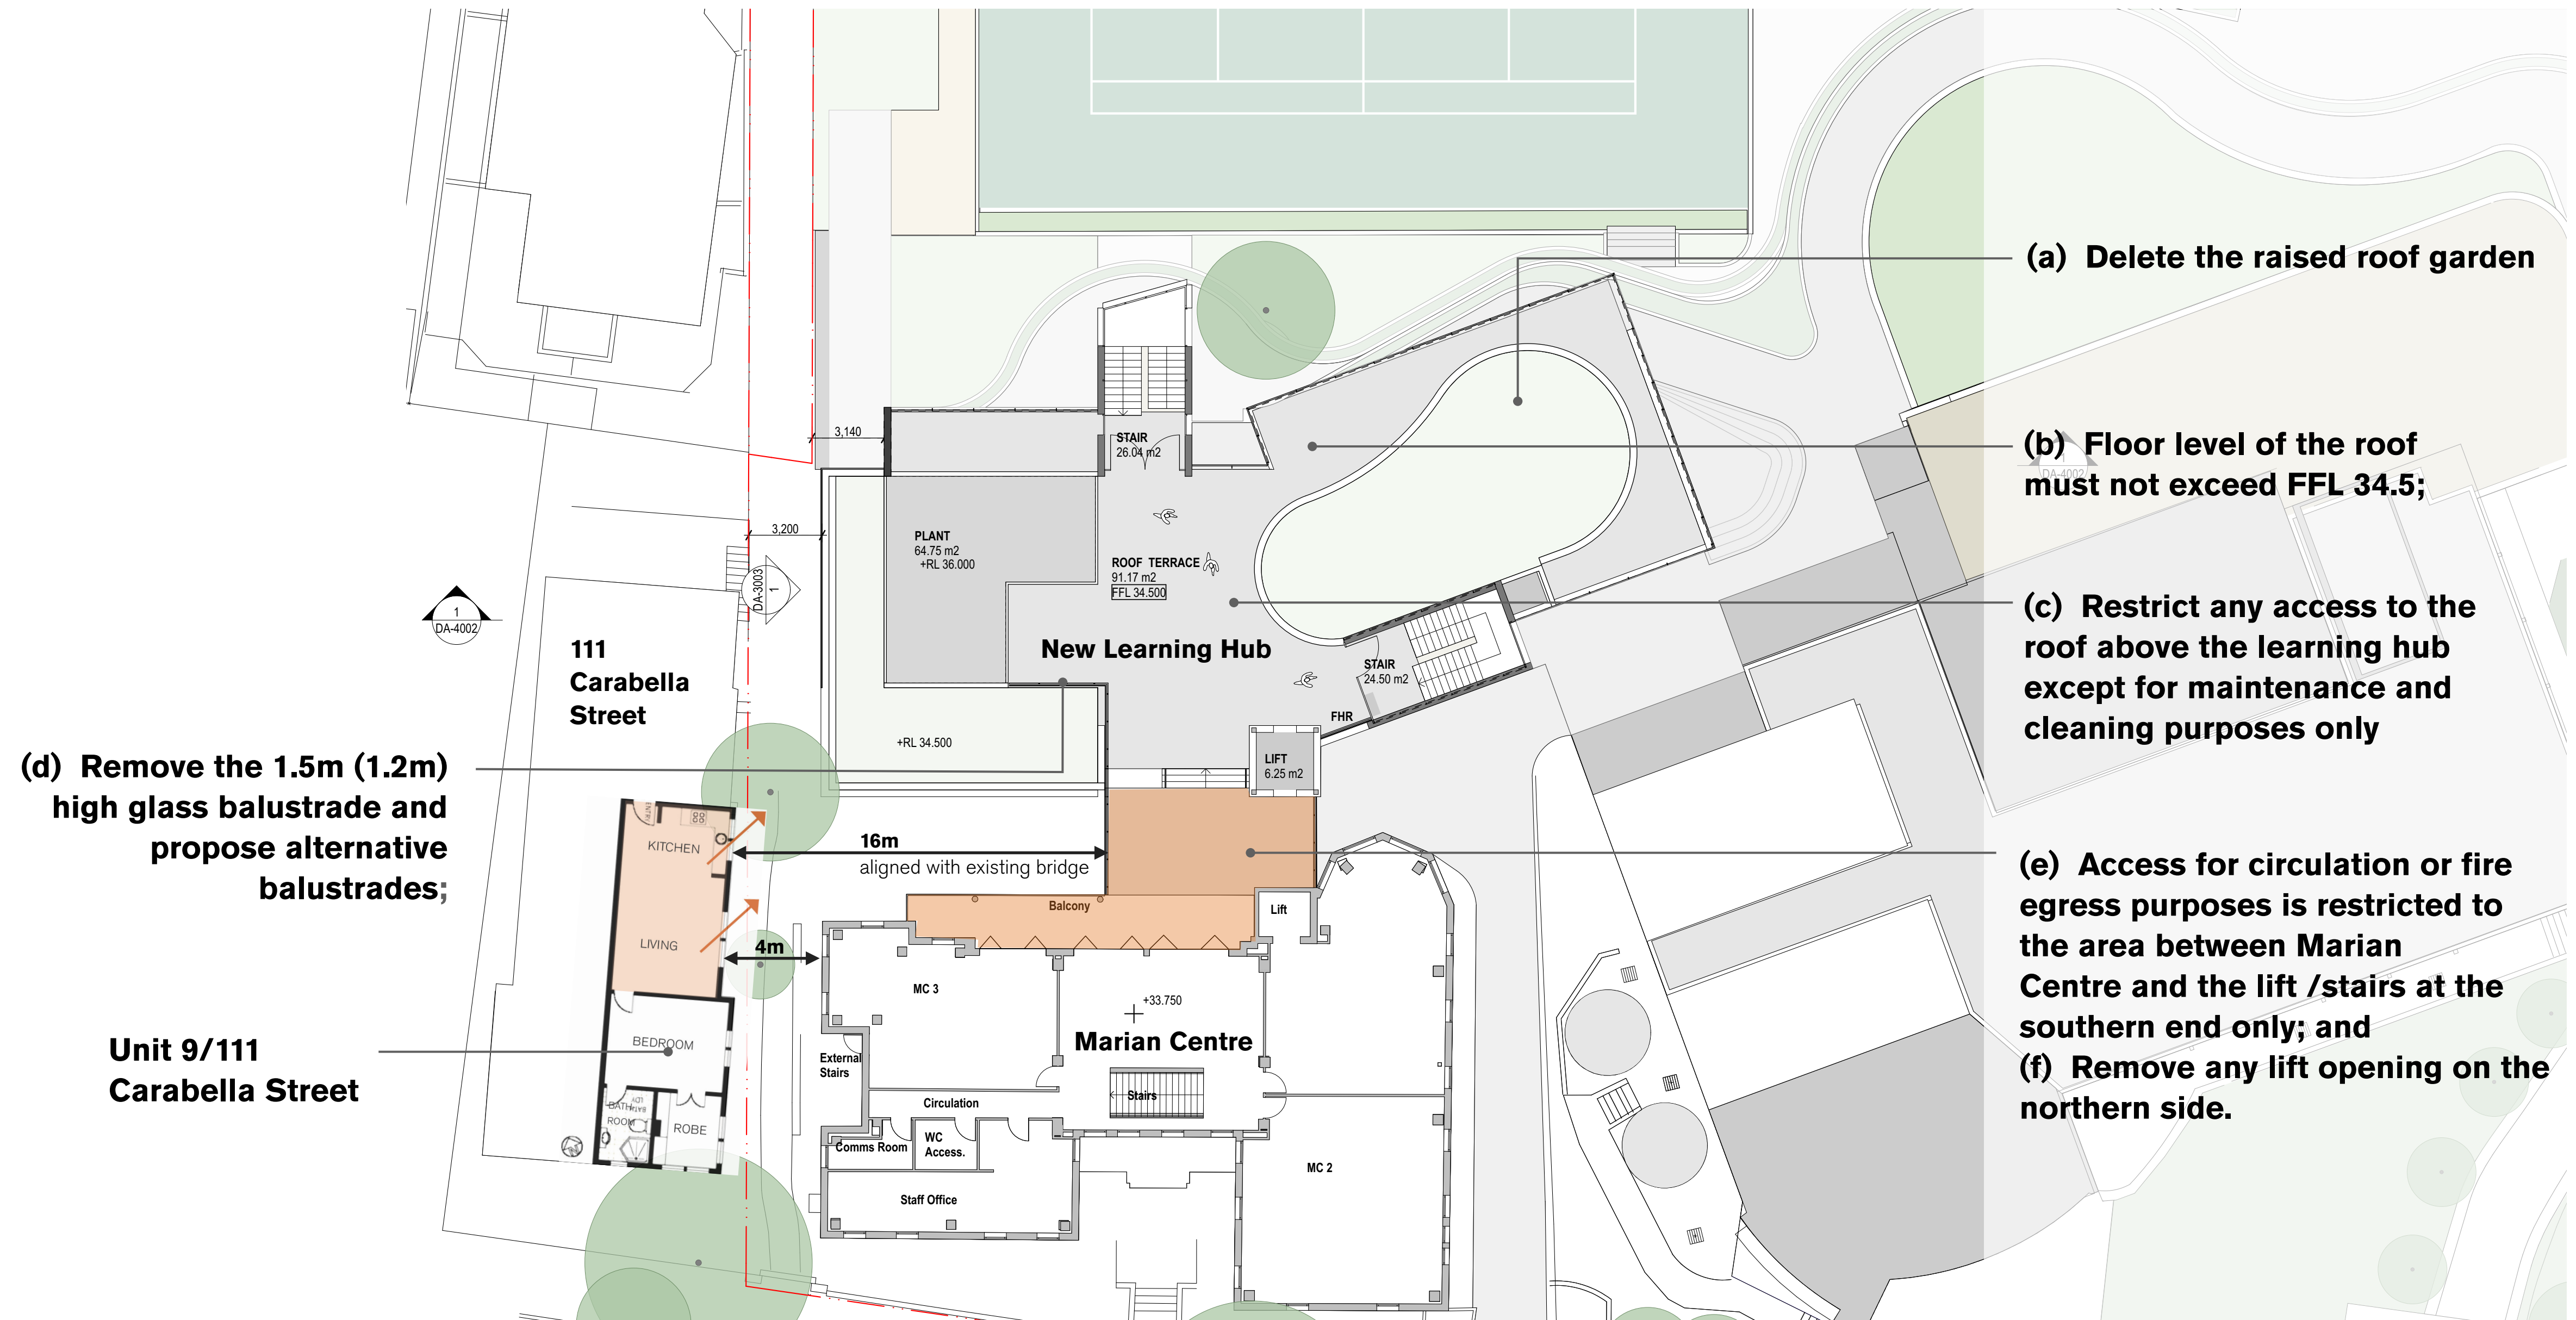 (a) Delete the raised roof garden
(b) Floor level of the roof
must not exceed FFL 34.5;
1
DA-4002
(c) Restrict any access to the
roof above the learning hub
except for maintenance and
cleaning purposes only
(e) Access for circulation or fire
egress purposes is restricted to
the area between Marian
Centre and the lift /stairs at the
southern end only; and
(f) Remove any lift opening on the
northern side.
3,140
STAIR
26.04 m2
3,200
PLANT
64.75 m2
+RL 36.000
ROOF TERRACE
91.17 m2
FFL 34.500
DA-3003
1
1
DA-4002
111
Carabella
Street
New Learning Hub
STAIR
24.50 m2
FHR
+RL 34.500
LIFT
6.25 m2
(d) Remove the 1.5m (1.2m)
high glass balustrade and
propose alternative
balustrades;
ENTRY
KITCHEN
LIVING
BEDROOM
BATH
ROOM
ROBE
16m
aligned with existing bridge
Balcony
Lift
4m
MC 3
+33.750
Marian Centre
External
Stairs
Stairs
Circulation
Comms Room
WC
Access.
Staff Office
MC 2
Unit 9/111
Carabella Street